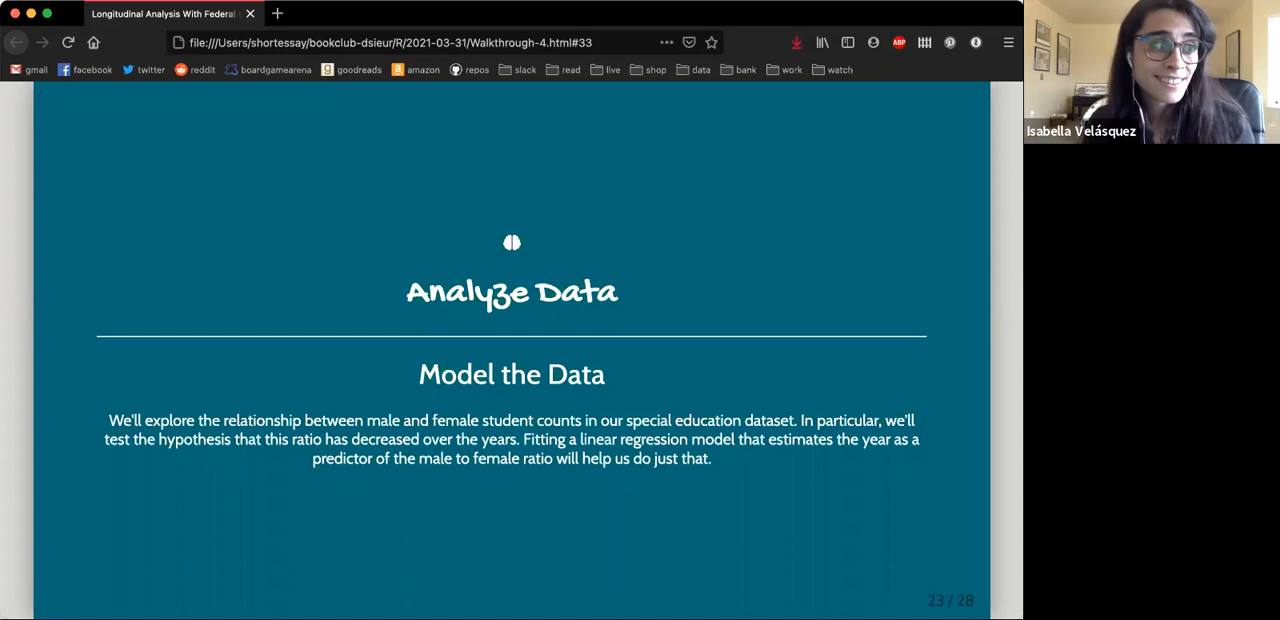 Longitudinal Analysis With Federal
file:///Users/shortessay/bookclub-dsieur/R/2021-03-31/Walkthrough-4.html#33
gmail facebook twitter reddit boardgamearena goodreads amazon repos slack read live shop data bank work watch
ABP
Isabella Velásquez
Analyze Data
Model the Data
We'll explore the relationship between male and female student counts in our special education dataset. In particular, we'll
test the hypothesis that this ratio has decreased over the years. Fitting a linear regression model that estimates the year as a
predictor of the male to female ratio will help us do just that.
23 / 28